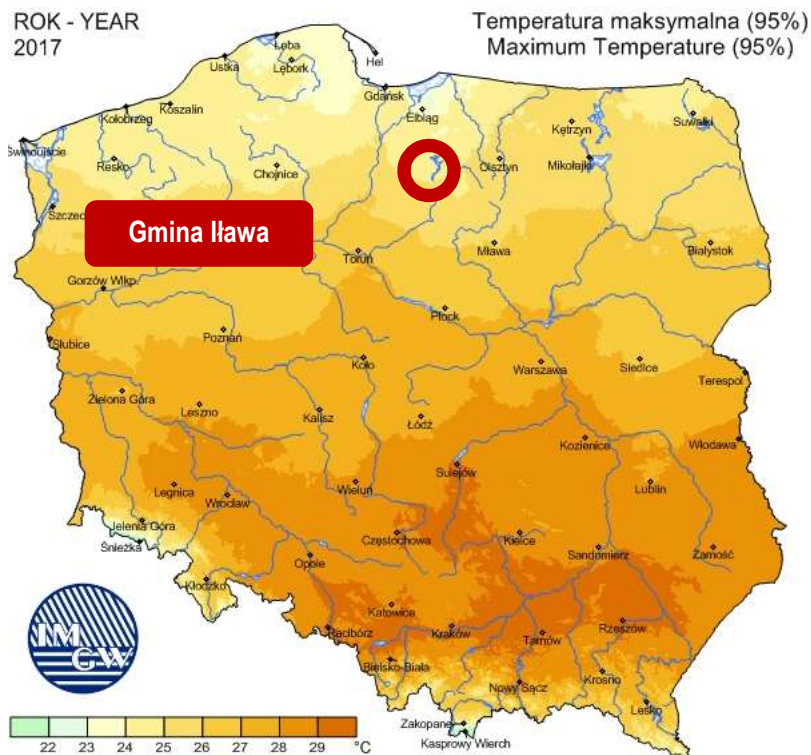 ROK - YEAR
2017
Temperatura maksymalna (95%)
Maximum Temperature (95%)
Łeba
Hel
Ustka
Lębork
Gdańsk
Koszalin
Kołobrzeg
Elbląg
Kętrzyn
Suwałki
Świnoujście
Resko
Chojnice
Olsztyn
Mikołajki
Szczec
Gmina Iława
Toruń
Mława
Białystok
Gorzów Wlkp.
Płock
Słubice
Poznań
Koło
Warszawa
Siedlce
Terespol
Zielona Góra
Leszno
Kalisz
Łódź
Kozienice
Włodawa
Sulejów
Legnica
Wrocław
Wieluń
Lublin
Jelenia Góra
Śnieżka
Częstochowa
Kielce
Sandomierz
Zamość
Opole
Kłodzko
Katowice
Racibórz
Kraków
Tarnów
Rzeszów
Bielsko-Biała
Nowy Sącz
Krosno
Lesko
Zakopane
Kasprowy Wierch
IM
GW
22 23 24 25 26 27 28 29 °C